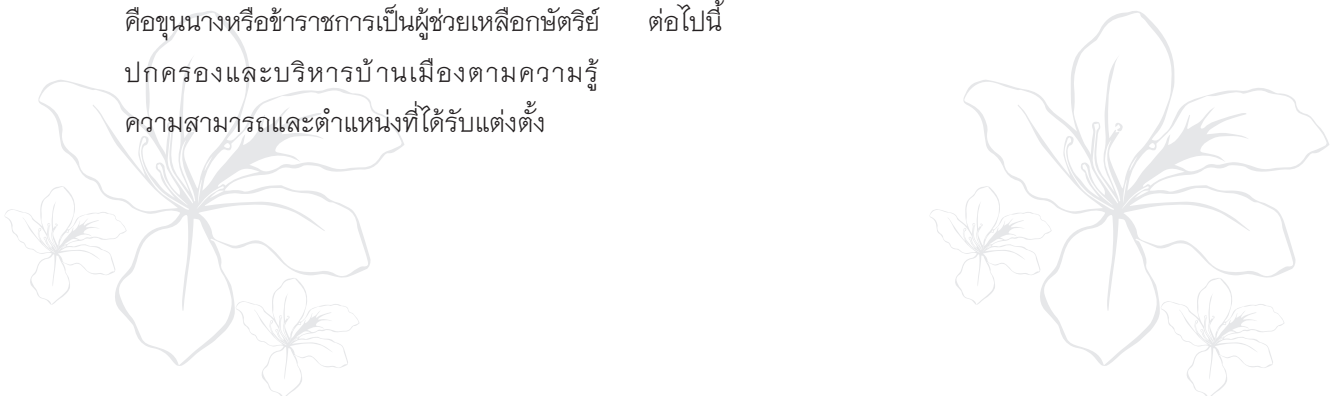 คือขุนนางหรือข้าราชการเป็นผู้ช่วยเหลือกษัตริย์
ปกครองและบริหารบ้านเมืองตามความรู้
ความสามารถและตำแหน่งที่ได้รับแต่งตั้ง
ต่อไปนี้